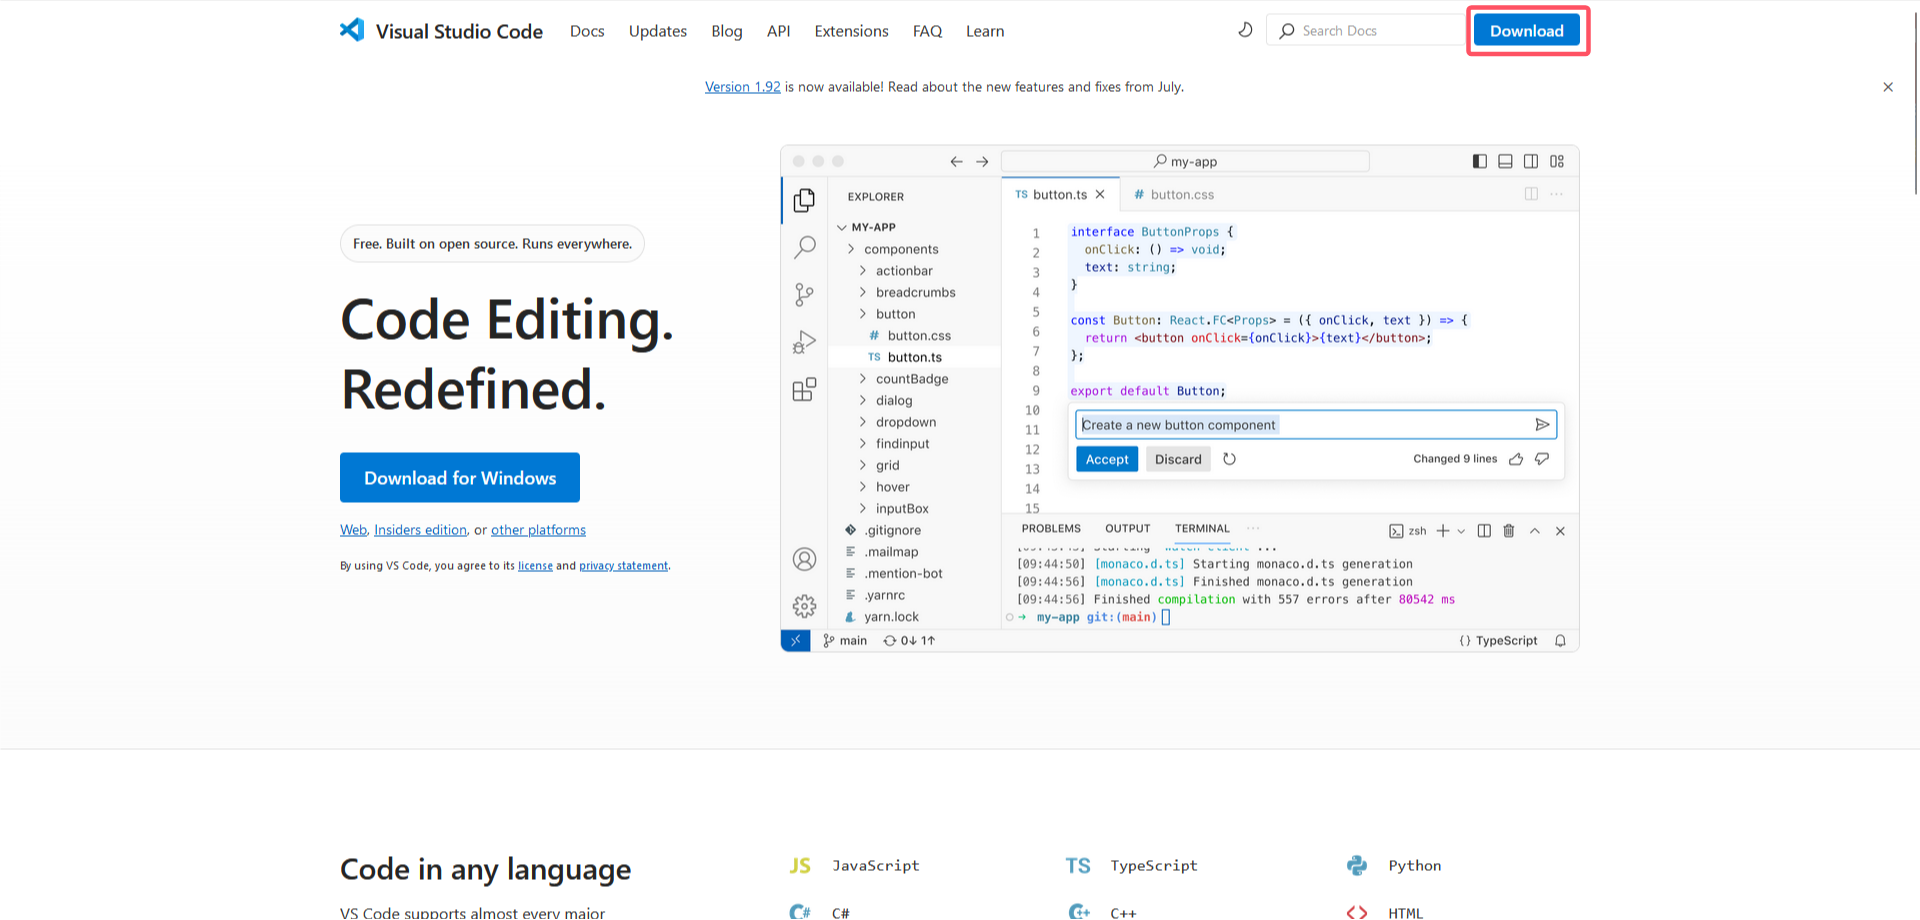 Visual Studio Code Docs Updates Blog API Extensions FAQ Learn Search Docs Download
Version 1.92 is now available! Read about the new features and fixes from July.
Free. Built on open source. Runs everywhere.
Code Editing.
Redefined.
Download for Windows
Web, Insiders edition, or other platforms
By using VS Code, you agree to its license and privacy statement.
my-app
EXPLORER
MY-APP
components
actionbar
breadcrumbs
button
# button.css
TS button.ts
countBadge
dialog
dropdown
findinput
grid
hover
inputBox
.gitignore
.mailmap
.mention-bot
.yarnrc
yarn.lock
TS button.ts # button.css
1 interface ButtonProps {
2 onClick: () => void;
3 text: string;
4 }
5
6 const Button: React.FC<Props> = ({ onClick, text }) => {
7 return <button onClick={onClick}>{text}</button>;
8 };
9
10 export default Button;
11
12
13
14
15
Create a new button component
Accept Discard Changed 9 lines
PROBLEMS OUTPUT TERMINAL ··· zsh
[09:44:50] [monaco.d.ts] Starting monaco.d.ts generation
[09:44:56] [monaco.d.ts] Finished monaco.d.ts generation
[09:44:56] Finished compilation with 557 errors after 80542 ms
→ my-app git:(main)
main 0↓ 1↑ {} TypeScript
Code in any language
VS Code supports almost every major
JS JavaScript TS TypeScript Python
C# C# C++ C++ <> HTML